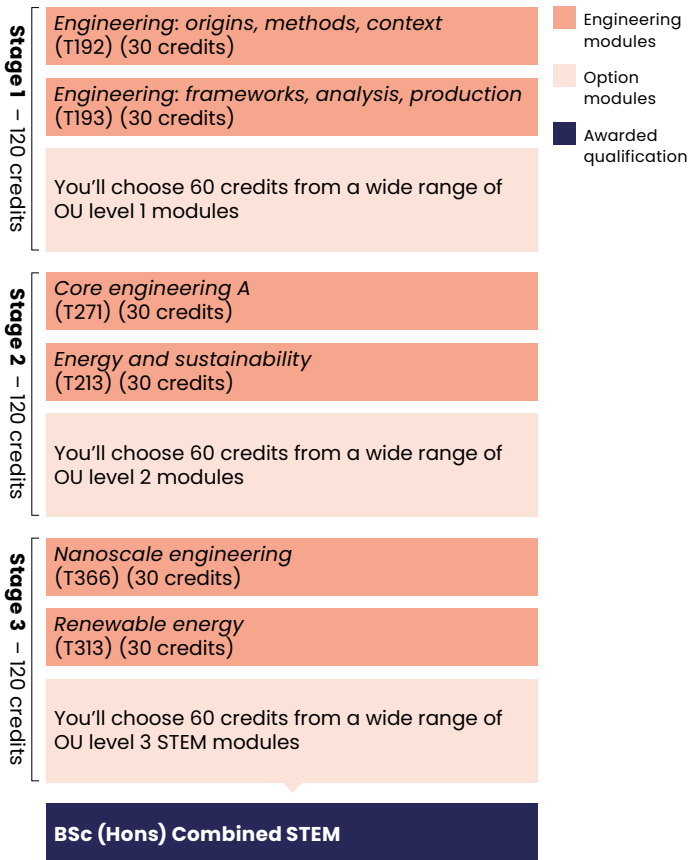 Stage 1 – 120 credits
Engineering: origins, methods, context
(T192) (30 credits)
Engineering: frameworks, analysis, production
(T193) (30 credits)
You’ll choose 60 credits from a wide range of
OU level 1 modules
Stage 2 – 120 credits
Core engineering A
(T271) (30 credits)
Energy and sustainability
(T213) (30 credits)
You’ll choose 60 credits from a wide range of
OU level 2 modules
Stage 3 – 120 credits
Nanoscale engineering
(T366) (30 credits)
Renewable energy
(T313) (30 credits)
You’ll choose 60 credits from a wide range of
OU level 3 STEM modules
BSc (Hons) Combined STEM
Engineering
modules
Option
modules
Awarded
qualification